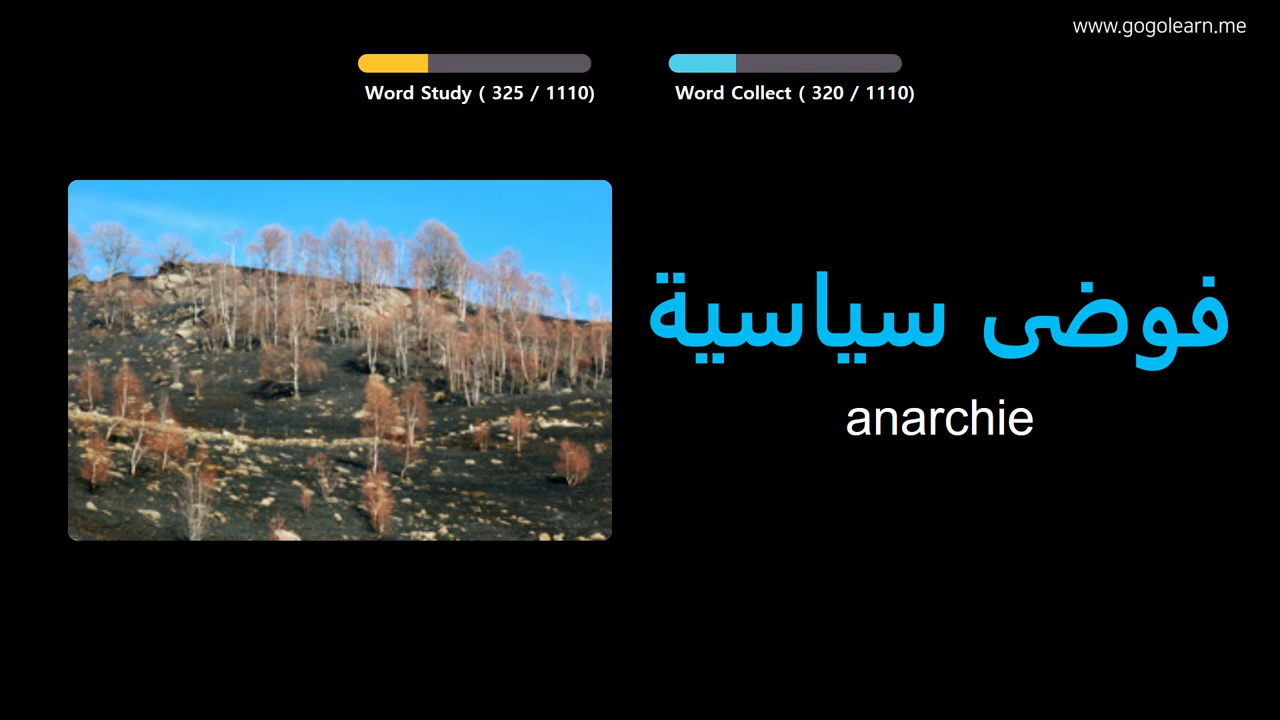 www.gogolearn.me
Word Study ( 325 / 1110)
Word Collect ( 320 / 1110)
فوضى سياسية
anarchie